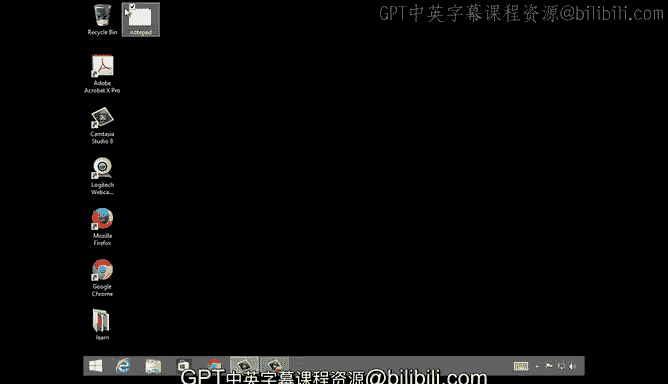 GPT中英字幕课程资源@bilibili.com
Recycle Bin
notepad
Adobe
Acrobat X Pro
Camtasia
Studio 8
Logitech
Webca...
Mozilla
Firefox
Google
Chrome
learn
GPT中英字幕课程资源@bilibili.com